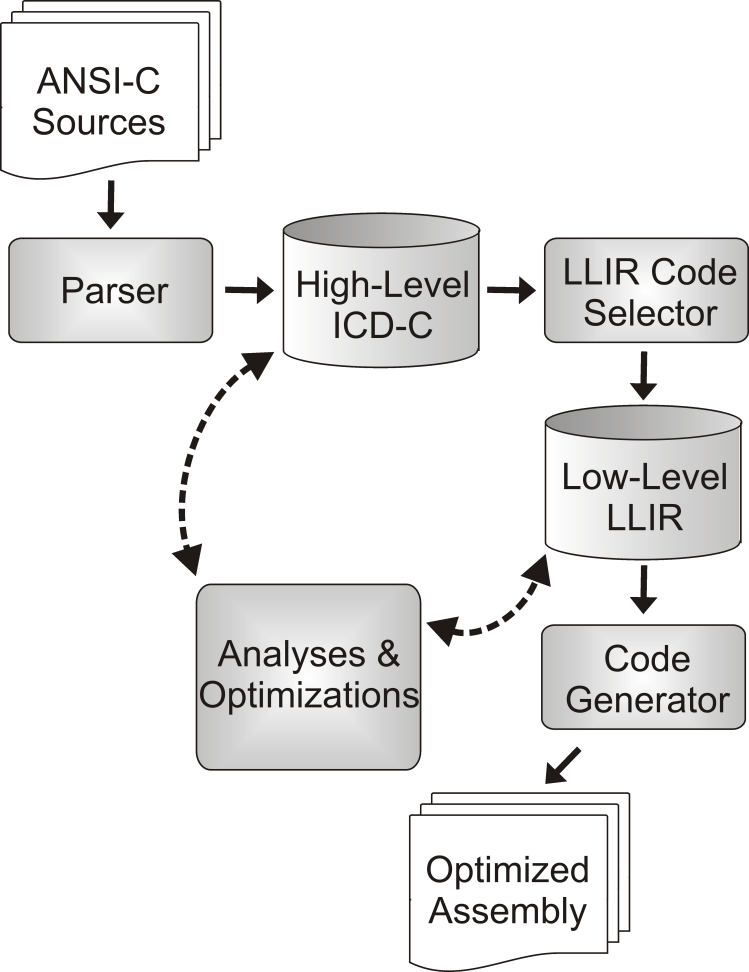 ANSI-C
Sources
Parser
High-Level
ICD-C
LLIR Code
Selector
Low-Level
LLIR
Analyses &
Optimizations
Code
Generator
Optimized
Assembly